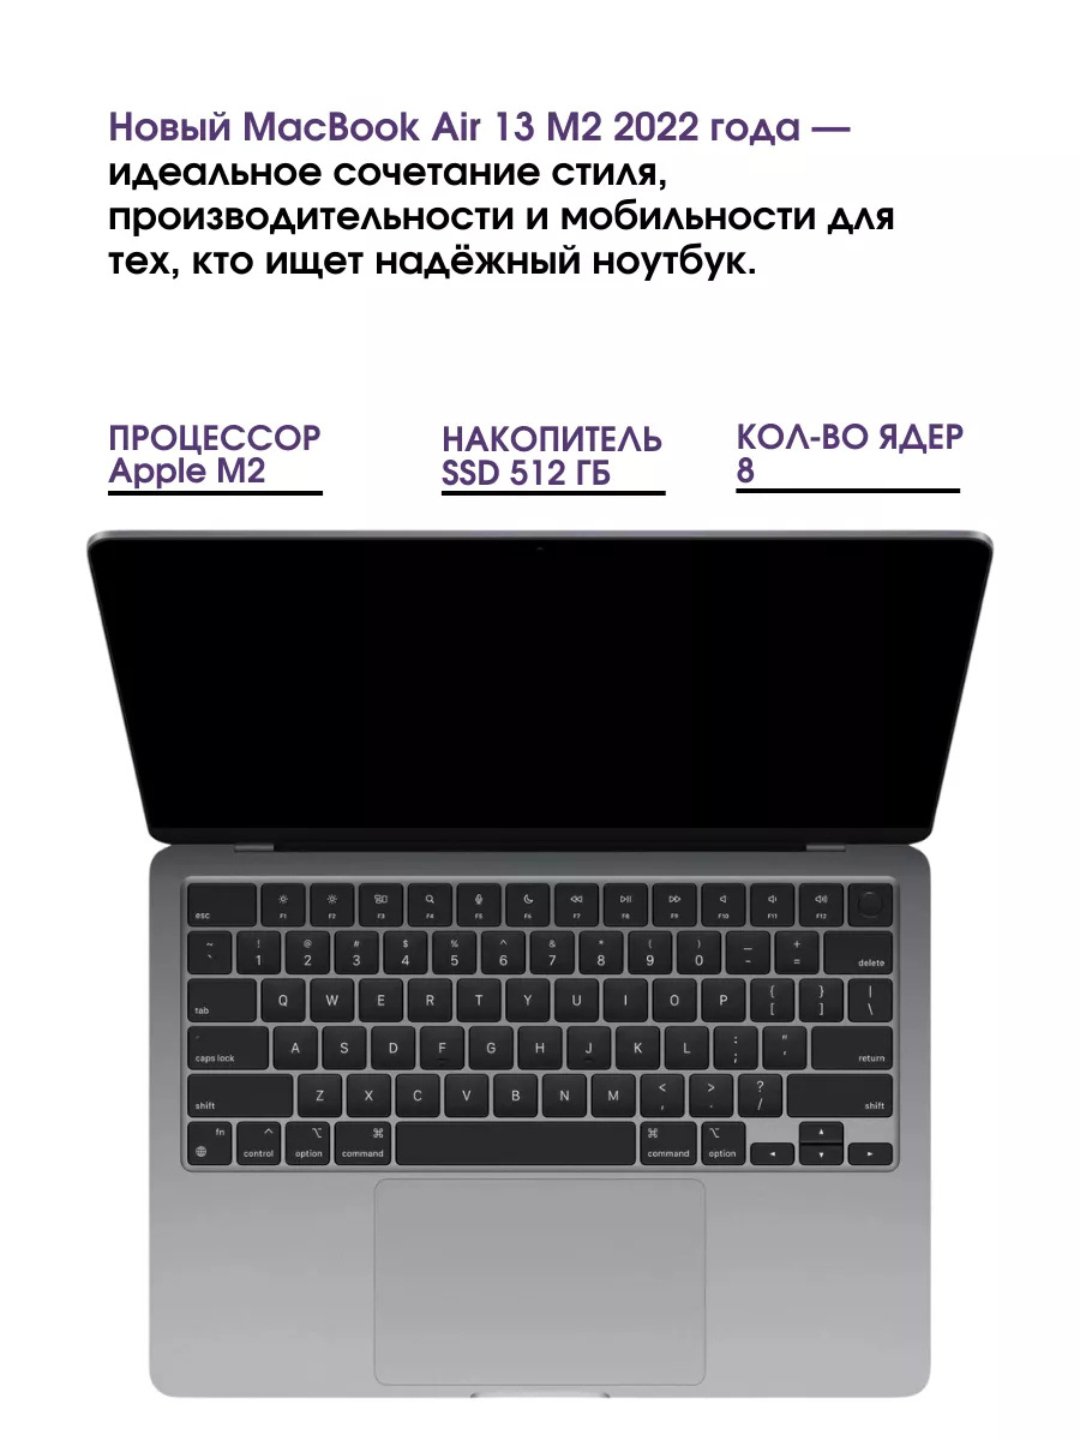 Новый MacBook Air 13 M2 2022 года —
идеальное сочетание стиля,
производительности и мобильности для
тех, кто ищет надёжный ноутбук.
ПРОЦЕССОР
Apple M2
НАКОПИТЕЛЬ
SSD 512 ГБ
КОЛ-ВО ЯДЕР
8
esc F1 F2 F3 F4 F5 F6 F7 F8 F9 F10 F11 F12
~ ! @ # $ % ^ & * ( ) _ +
` 1 2 3 4 5 6 7 8 9 0 - = delete
{ } |
tab Q W E R T Y U I O P [ ] \
: "
caps lock A S D F G H J K L ; ' return
< > ?
shift Z X C V B N M , . / shift
fn ^ ⌥ ⌘ ⌘ ⌥ ▲
control option command command option ◄ ▼ ►